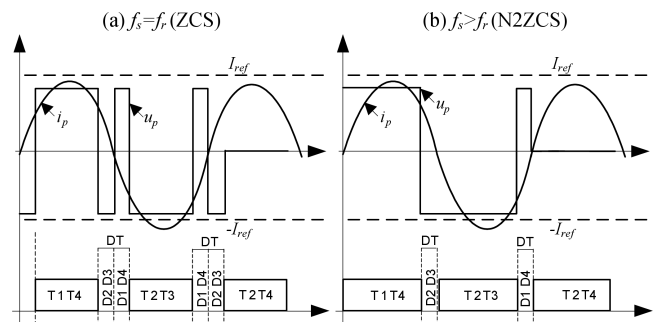 (a) fs=fr (ZCS)
(b) fs>fr (N2ZCS)
Iref
Iref
ip
up
up
ip
-Iref
-Iref
DT
DT
DT
DT
T1T4
D2 D3
D1 D4
T2T3
D1 D4
D2 D3
T2T4
T1T4
D2 D3
T2T3
D1 D4
T2T4